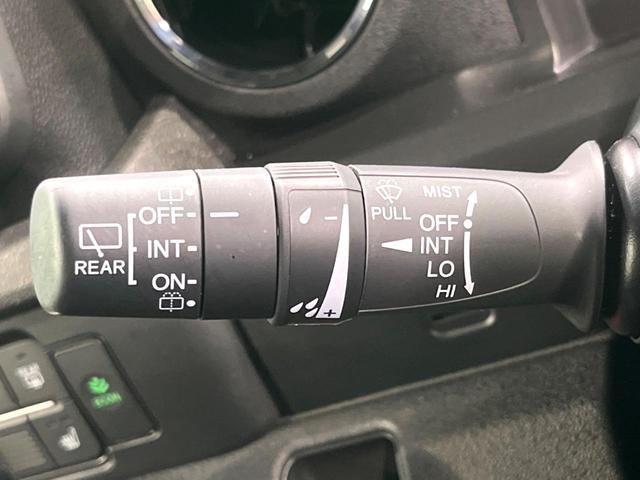 OFF
INT
ON
REAR
-
+
PULL
MIST
OFF
INT
LO
HI
ECON